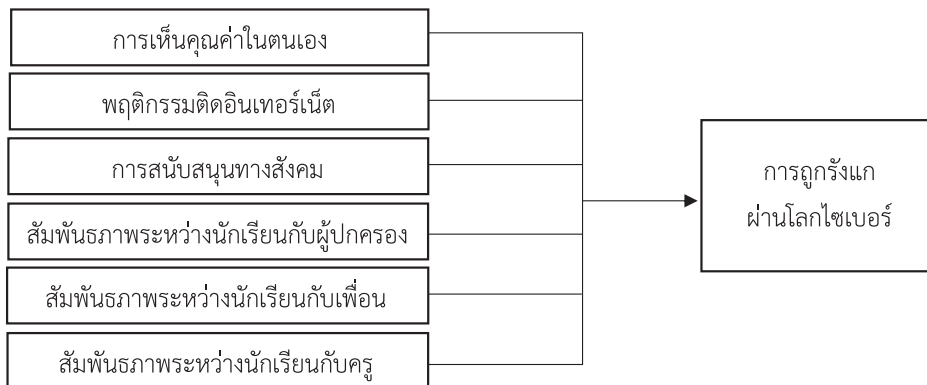 การเห็นคุณค่าในตนเอง
พฤติกรรมติดอินเทอร์เน็ต
การสนับสนุนทางสังคม
สัมพันธภาพระหว่างนักเรียนกับผู้ปกครอง
สัมพันธภาพระหว่างนักเรียนกับเพื่อน
สัมพันธภาพระหว่างนักเรียนกับครู
การถูกรังแก
ผ่านโลกไซเบอร์